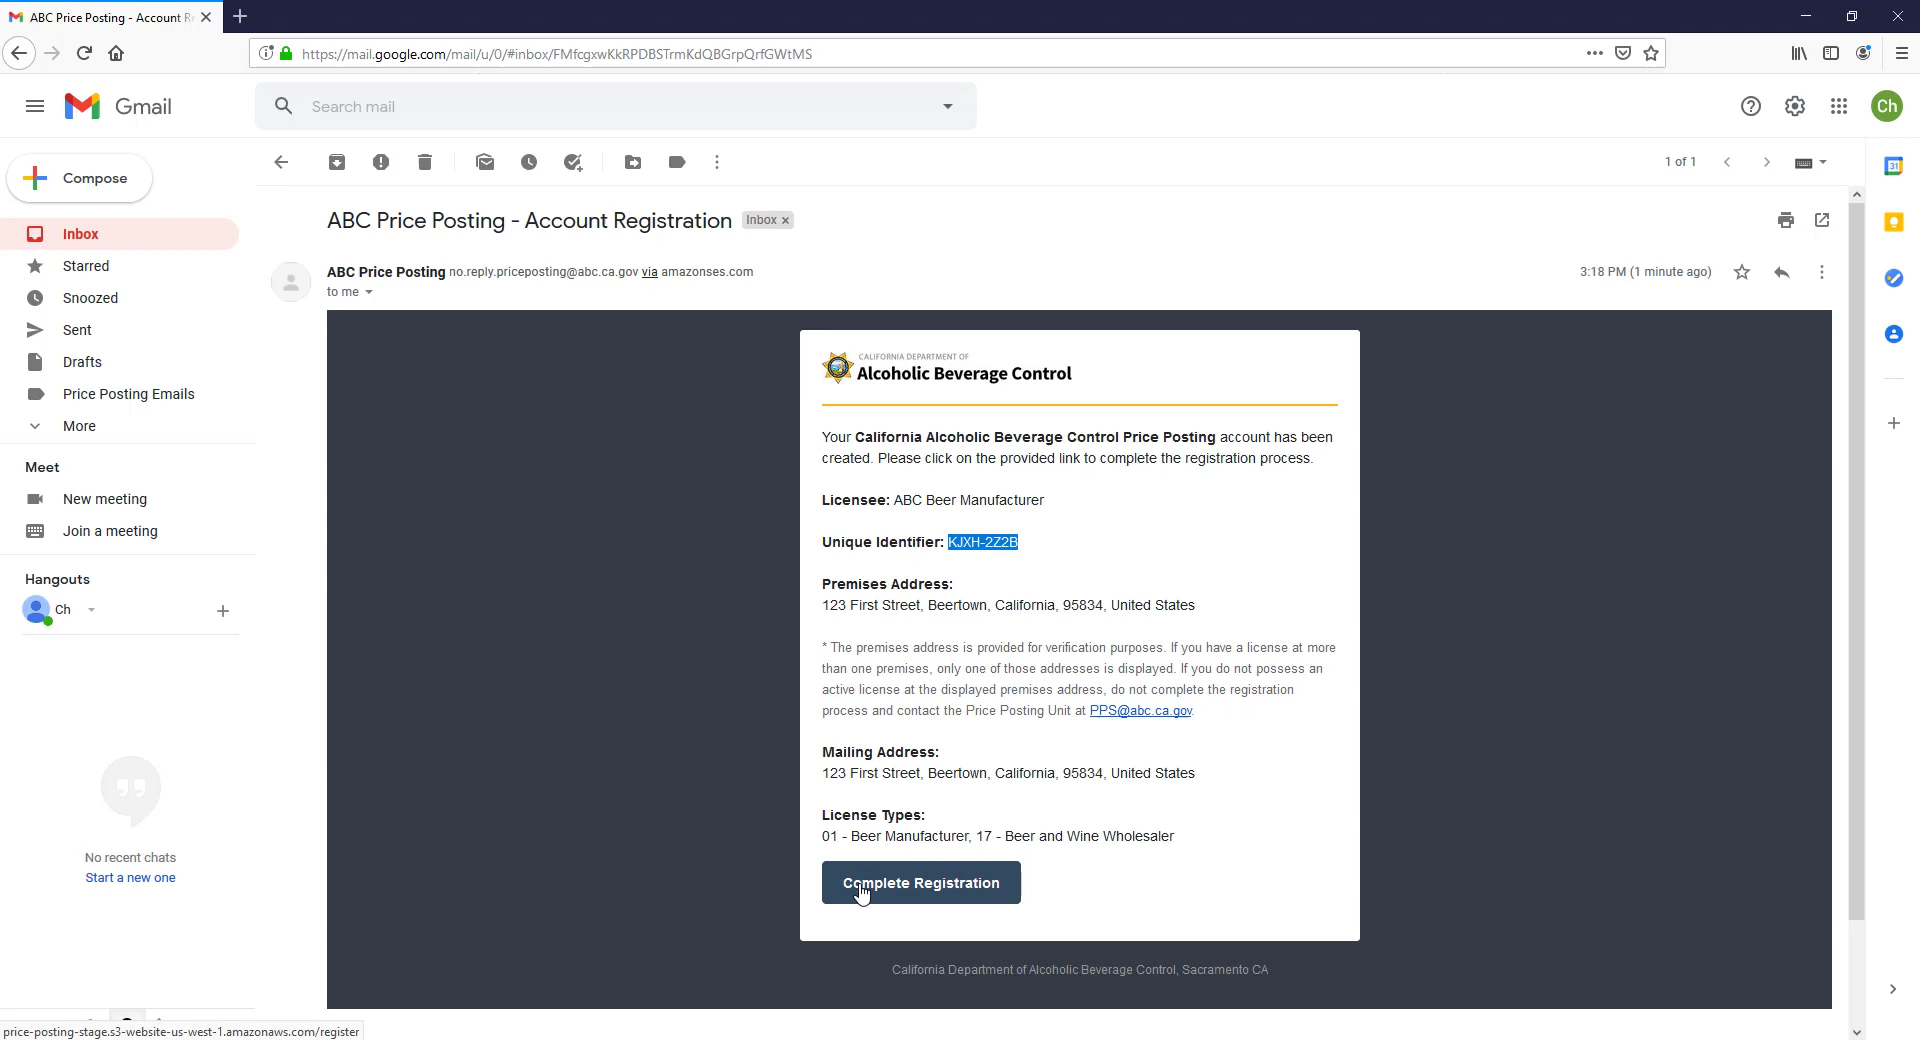 ABC Price Posting - Account Re
https://mail.google.com/mail/u/0/#inbox/FMfcgxwKkRPDBSTrmKdQBGrpQrfGWtMS
Gmail
Search mail
Ch
Compose
1 of 1
31
ABC Price Posting - Account Registration
Inbox x
Inbox
Starred
Snoozed
Sent
Drafts
Price Posting Emails
More
Meet
New meeting
Join a meeting
Hangouts
Ch
No recent chats
Start a new one
ABC Price Posting no.reply.priceposting@abc.ca.gov via amazonses.com
3:18 PM (1 minute ago)
to me
CALIFORNIA DEPARTMENT OF
Alcoholic Beverage Control
Your California Alcoholic Beverage Control Price Posting account has been
created. Please click on the provided link to complete the registration process.
Licensee: ABC Beer Manufacturer
Unique Identifier: KJXH-2Z2B
Premises Address:
123 First Street, Beertown, California, 95834, United States
* The premises address is provided for verification purposes. If you have a license at more
than one premises, only one of those addresses is displayed. If you do not possess an
active license at the displayed premises address, do not complete the registration
process and contact the Price Posting Unit at PPS@abc.ca.gov.
Mailing Address:
123 First Street, Beertown, California, 95834, United States
License Types:
01 - Beer Manufacturer, 17 - Beer and Wine Wholesaler
Complete Registration
California Department of Alcoholic Beverage Control, Sacramento CA
price-posting-stage.s3-website-us-west-1.amazonaws.com/register